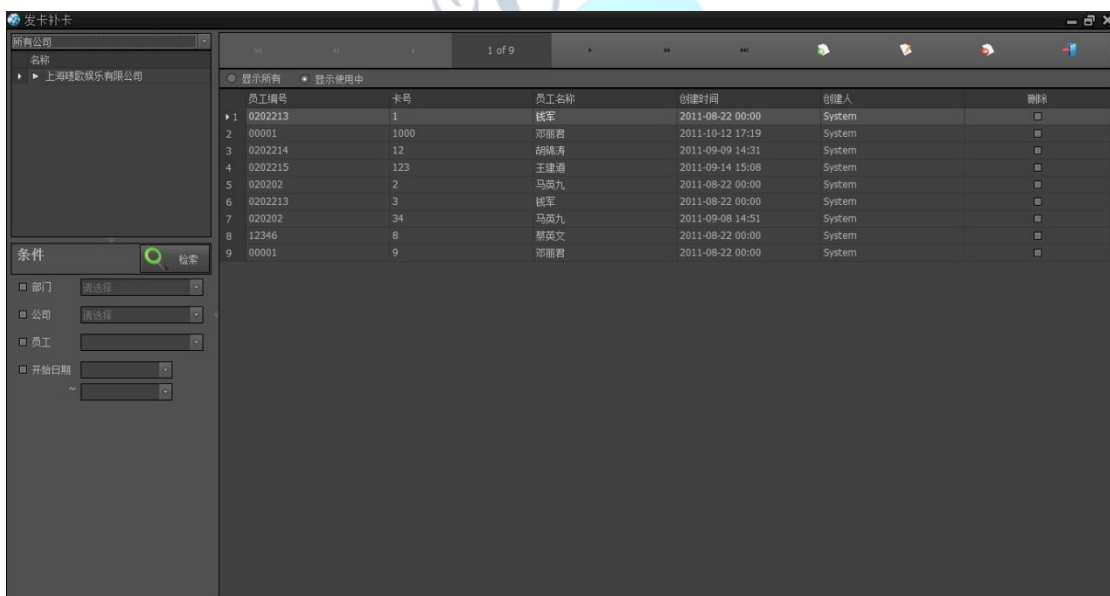 发卡补卡
所有公司
名称
上海唛歌娱乐有限公司
1 of 9
显示所有 显示使用中
员工编号 卡号 员工名称 创建时间 创建人 删除
1 0202213 1 钱军 2011-08-22 00:00 System
2 00001 1000 邓丽君 2011-10-12 17:19 System
3 0202214 12 胡锦涛 2011-09-09 14:31 System
4 0202215 123 王建道 2011-09-14 15:08 System
5 020202 2 马英九 2011-08-22 00:00 System
6 0202213 3 钱军 2011-08-22 00:00 System
7 020202 34 马英九 2011-09-08 14:51 System
8 12346 8 蔡英文 2011-08-22 00:00 System
9 00001 9 邓丽君 2011-08-22 00:00 System
条件 检索
部门 请选择
公司 请选择
员工
开始日期
~